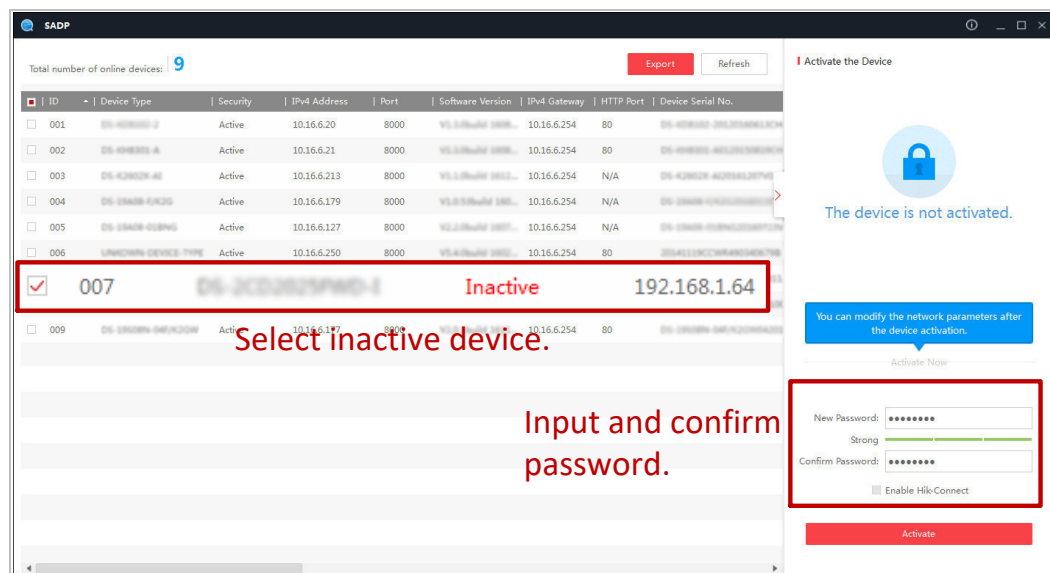 SADP
Total number of online devices: 9
Export
Refresh
ID | Device Type | Security | IPv4 Address | Port | Software Version | IPv4 Gateway | HTTP Port | Device Serial No.
001 Active 10.16.6.20 8000 10.16.6.254 80
002 Active 10.16.6.21 8000 10.16.6.254 80
003 Active 10.16.6.213 8000 10.16.6.254 N/A
004 Active 10.16.6.179 8000 10.16.6.254 N/A
005 Active 10.16.6.127 8000 10.16.6.254 N/A
006 Active 10.16.6.250 8000 10.16.6.254 80
007 Inactive 192.168.1.64
009 Active 8000 10.16.6.254 80
Select inactive device.
Input and confirm
password.
Activate the Device
The device is not activated.
You can modify the network parameters after
the device activation.
Activate Now
New Password: ●●●●●●●●
Strong
Confirm Password: ●●●●●●●●
Enable Hik-Connect
Activate